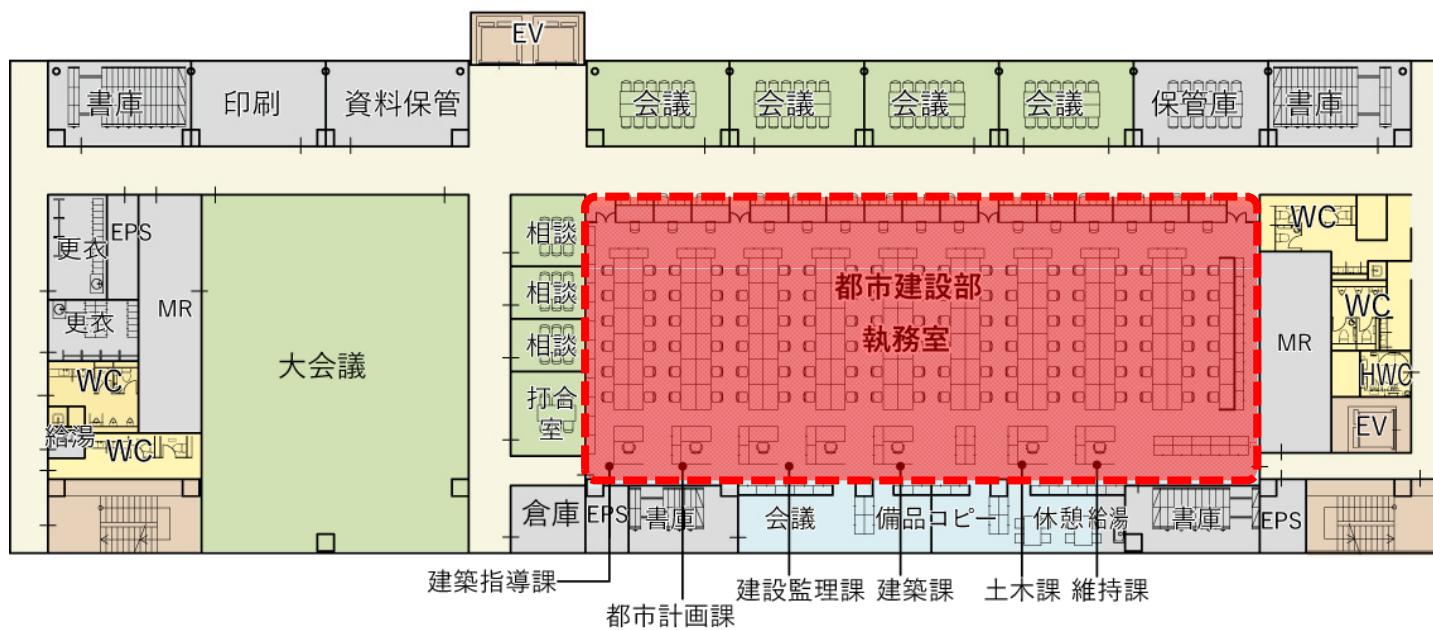 EV
書庫
印刷
資料保管
会議
会議
会議
会議
保管庫
書庫
更衣
EPS
MR
更衣
WC
給湯
WC
大会議
相談
相談
相談
打合
室
都市建設部
執務室
WC
MR
WC
HWC
EV
倉庫
EPS
書庫
会議
備品コピー
休憩給湯
書庫
EPS
建築指導課
都市計画課
建設監理課
建築課
土木課
維持課